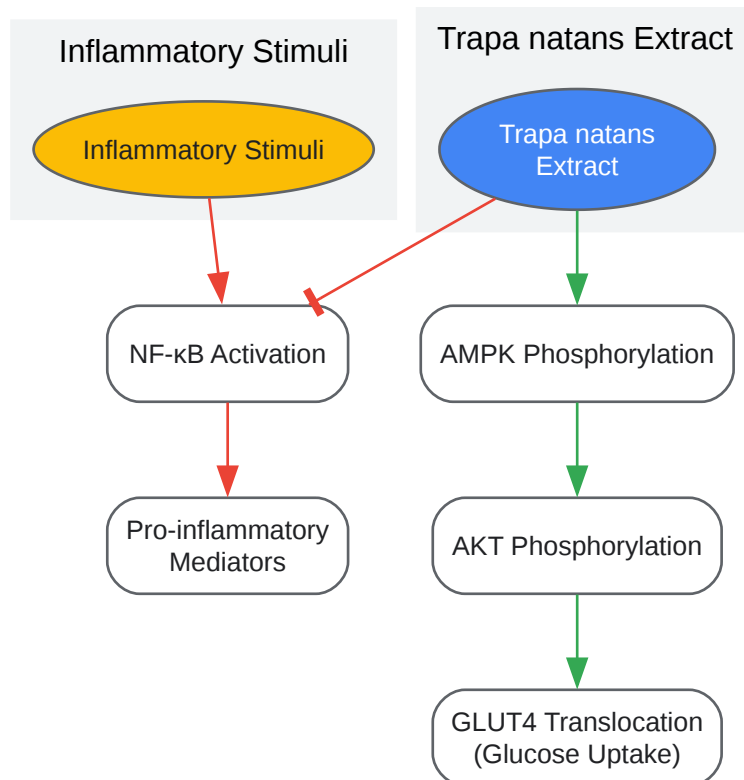 Inflammatory Stimuli
Trapa natans Extract
Inflammatory Stimuli
Trapa natans
Extract
NF-κB Activation
AMPK Phosphorylation
Pro-inflammatory
Mediators
AKT Phosphorylation
GLUT4 Translocation
(Glucose Uptake)